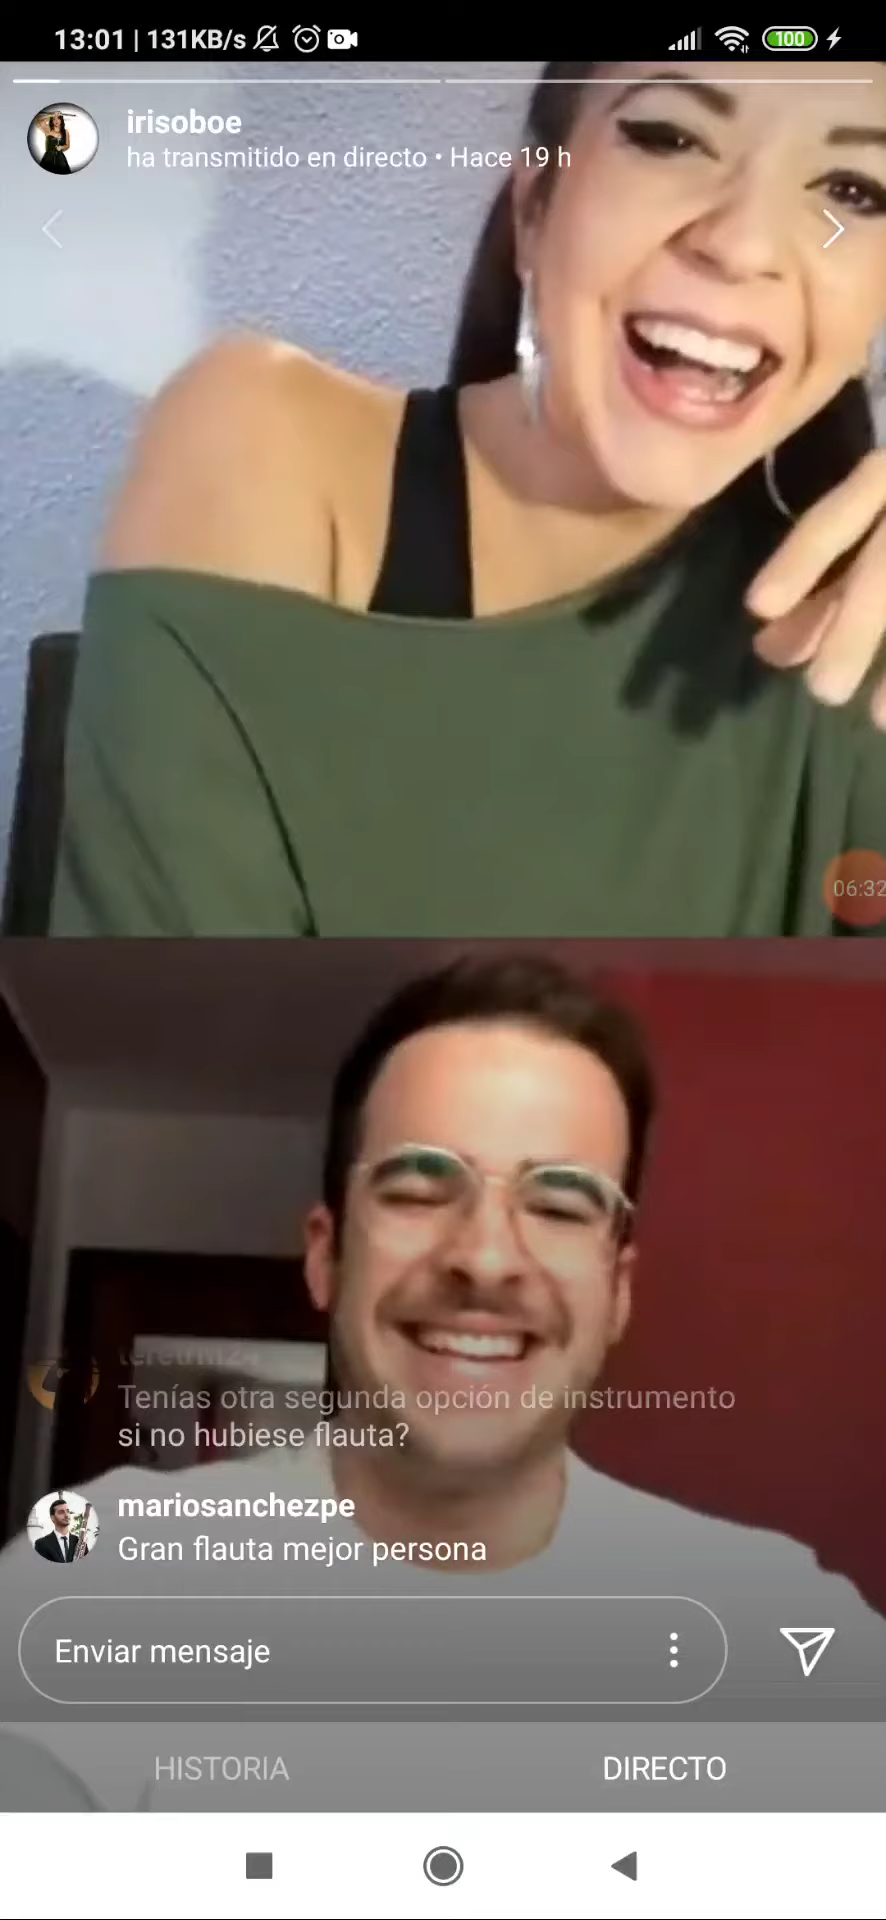 13:01 | 131KB/s
100
irisoboe
ha transmitido en directo • Hace 19 h
06:32
Tenías otra segunda opción de instrumento
si no hubiese flauta?
mariosanchezpe
Gran flauta mejor persona
Enviar mensaje
HISTORIA
DIRECTO